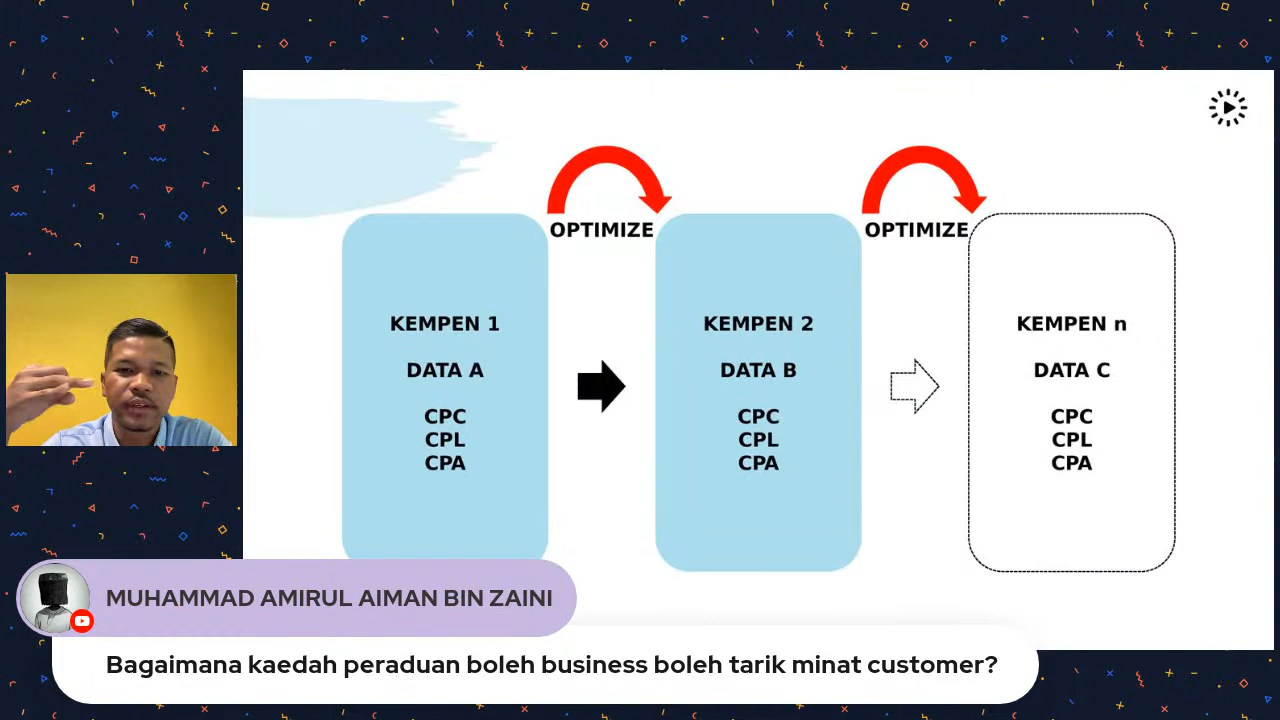 OPTIMIZE
OPTIMIZE
KEMPEN 1
DATA A
CPC
CPL
CPA
KEMPEN 2
DATA B
CPC
CPL
CPA
KEMPEN n
DATA C
CPC
CPL
CPA
MUHAMMAD AMIRUL AIMAN BIN ZAINI
Bagaimana kaedah peraduan boleh business boleh tarik minat customer?